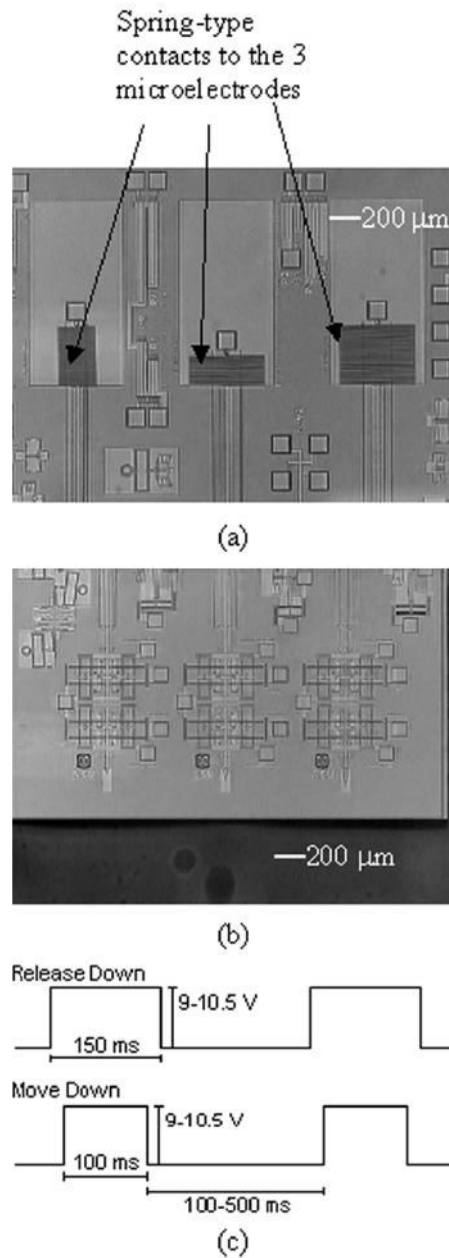 Spring-type
contacts to the 3
microelectrodes
200 µm
(a)
200 µm
(b)
Release Down
9-10.5 V
150 ms
Move Down
9-10.5 V
100 ms
100-500 ms
(c)